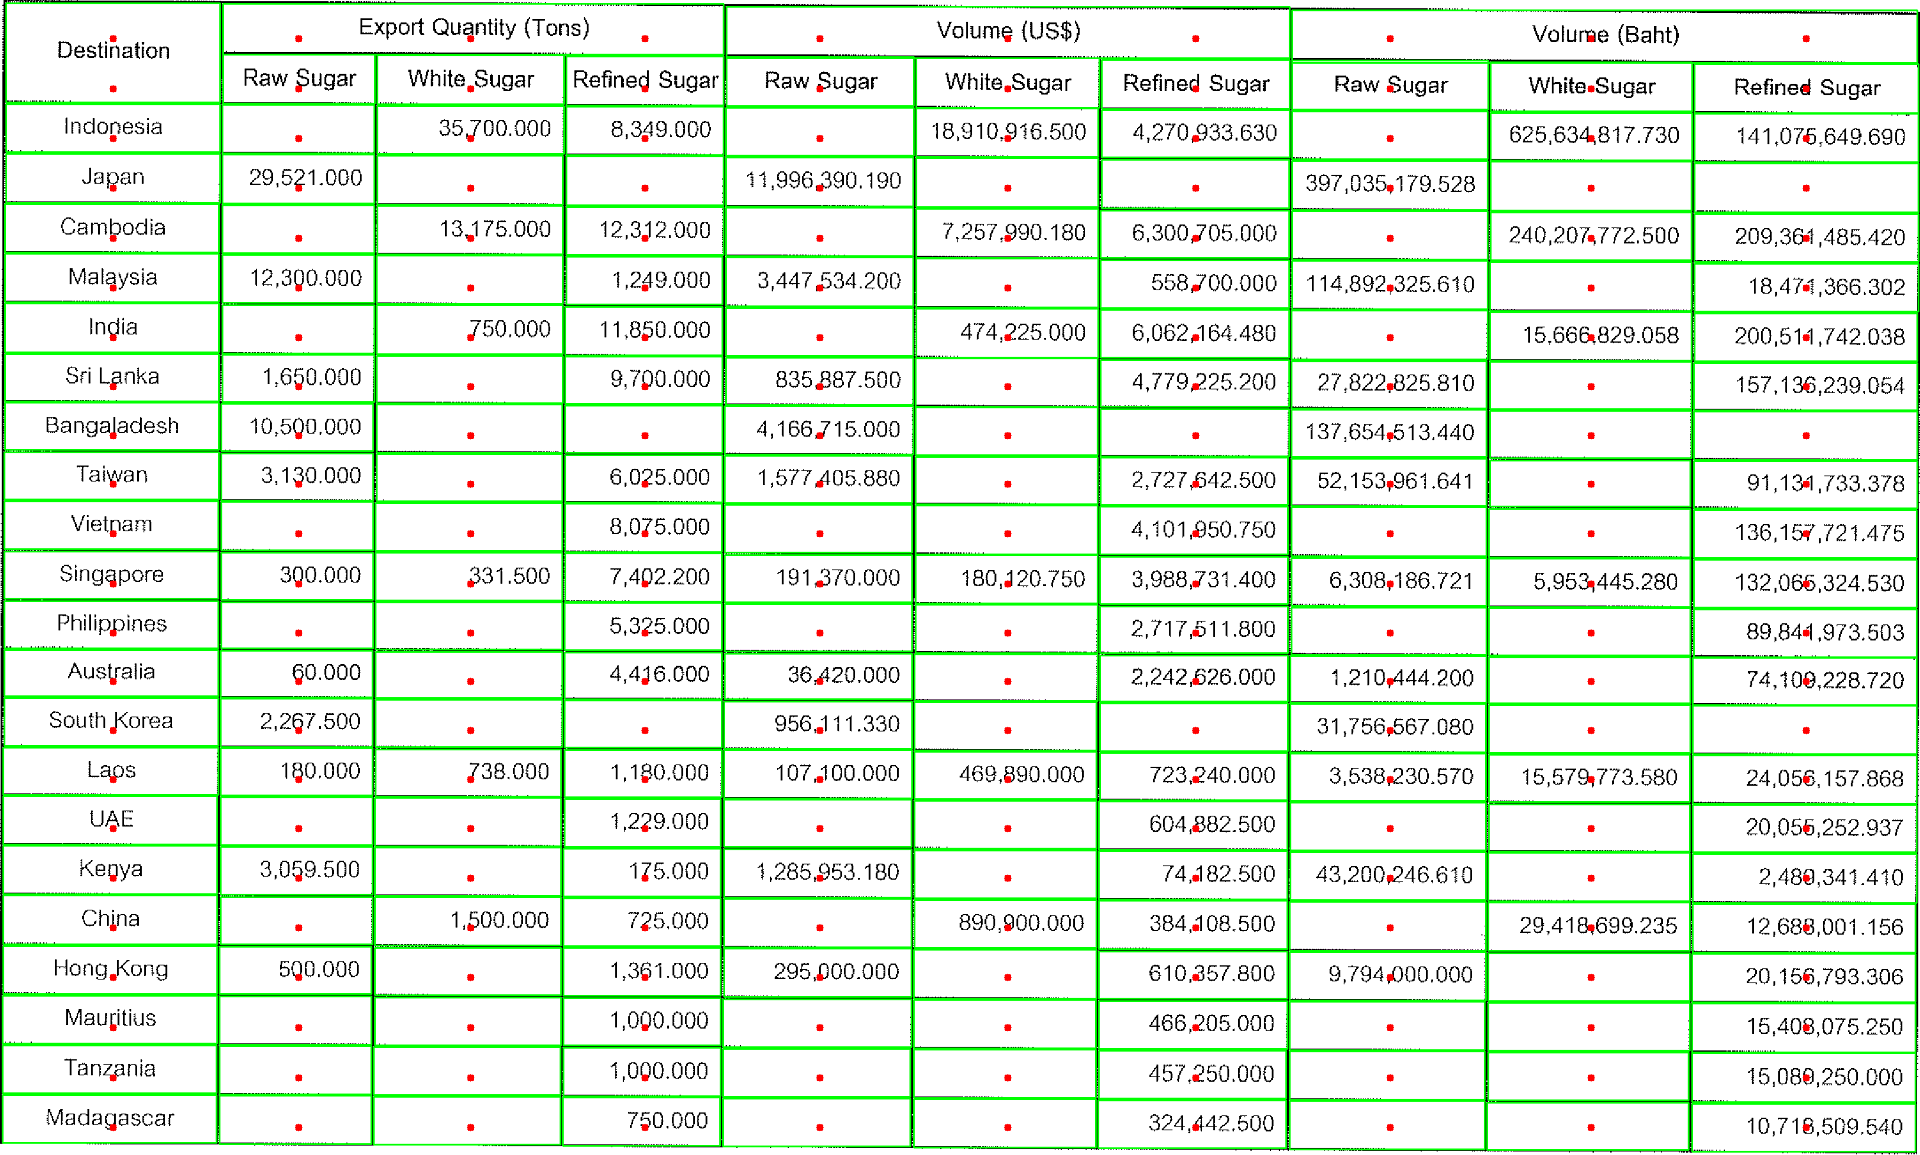 Destination Export Quantity (Tons) Volume (US$) Volume (Baht)
Raw Sugar White Sugar Refined Sugar Raw Sugar White Sugar Refined Sugar Raw Sugar White Sugar Refined Sugar
Indonesia 35,700.000 8,349.000 18,910,916.500 4,270,933.630 625,634,817.730 141,075,649.690
Japan 29,521.000 11,996,390.190 397,035,179.528
Cambodia 13,175.000 12,312.000 7,257,990.180 6,300,705.000 240,207,772.500 209,361,485.420
Malaysia 12,300.000 1,249.000 3,447,534.200 558,700.000 114,892,325.610 18,471,366.302
India 750.000 11,850.000 474,225.000 6,062,164.480 15,666,829.058 200,511,742.038
Sri Lanka 1,650.000 9,700.000 835,887.500 4,779,225.200 27,822,825.810 157,136,239.054
Bangaladesh 10,500.000 4,166,715.000 137,654,513.440
Taiwan 3,130.000 6,025.000 1,577,405.880 2,727,642.500 52,153,961.641 91,131,733.378
Vietnam 8,075.000 4,101,950.750 136,157,721.475
Singapore 300.000 331.500 7,402.200 191,370.000 180,120.750 3,988,731.400 6,308,186.721 5,953,445.280 132,065,324.530
Philippines 5,325.000 2,717,511.800 89,841,973.503
Australia 60.000 4,416.000 36,420.000 2,242,626.000 1,210,444.200 74,109,228.720
South Korea 2,267.500 956,111.330 31,756,567.080
Laos 180.000 738.000 1,180.000 107,100.000 469,890.000 723,240.000 3,538,230.570 15,579,773.580 24,056,157.868
UAE 1,229.000 604,882.500 20,055,252.937
Kenya 3,059.500 175.000 1,285,953.180 74,182.500 43,200,246.610 2,480,341.410
China 1,500.000 725.000 890,900.000 384,108.500 29,418,699.235 12,688,001.156
Hong Kong 500.000 1,361.000 295,000.000 610,357.800 9,794,000.000 20,156,793.306
Mauritius 1,000.000 466,205.000 15,408,075.250
Tanzania 1,000.000 457,250.000 15,089,250.000
Madagascar 750.000 324,442.500 10,718,509.540